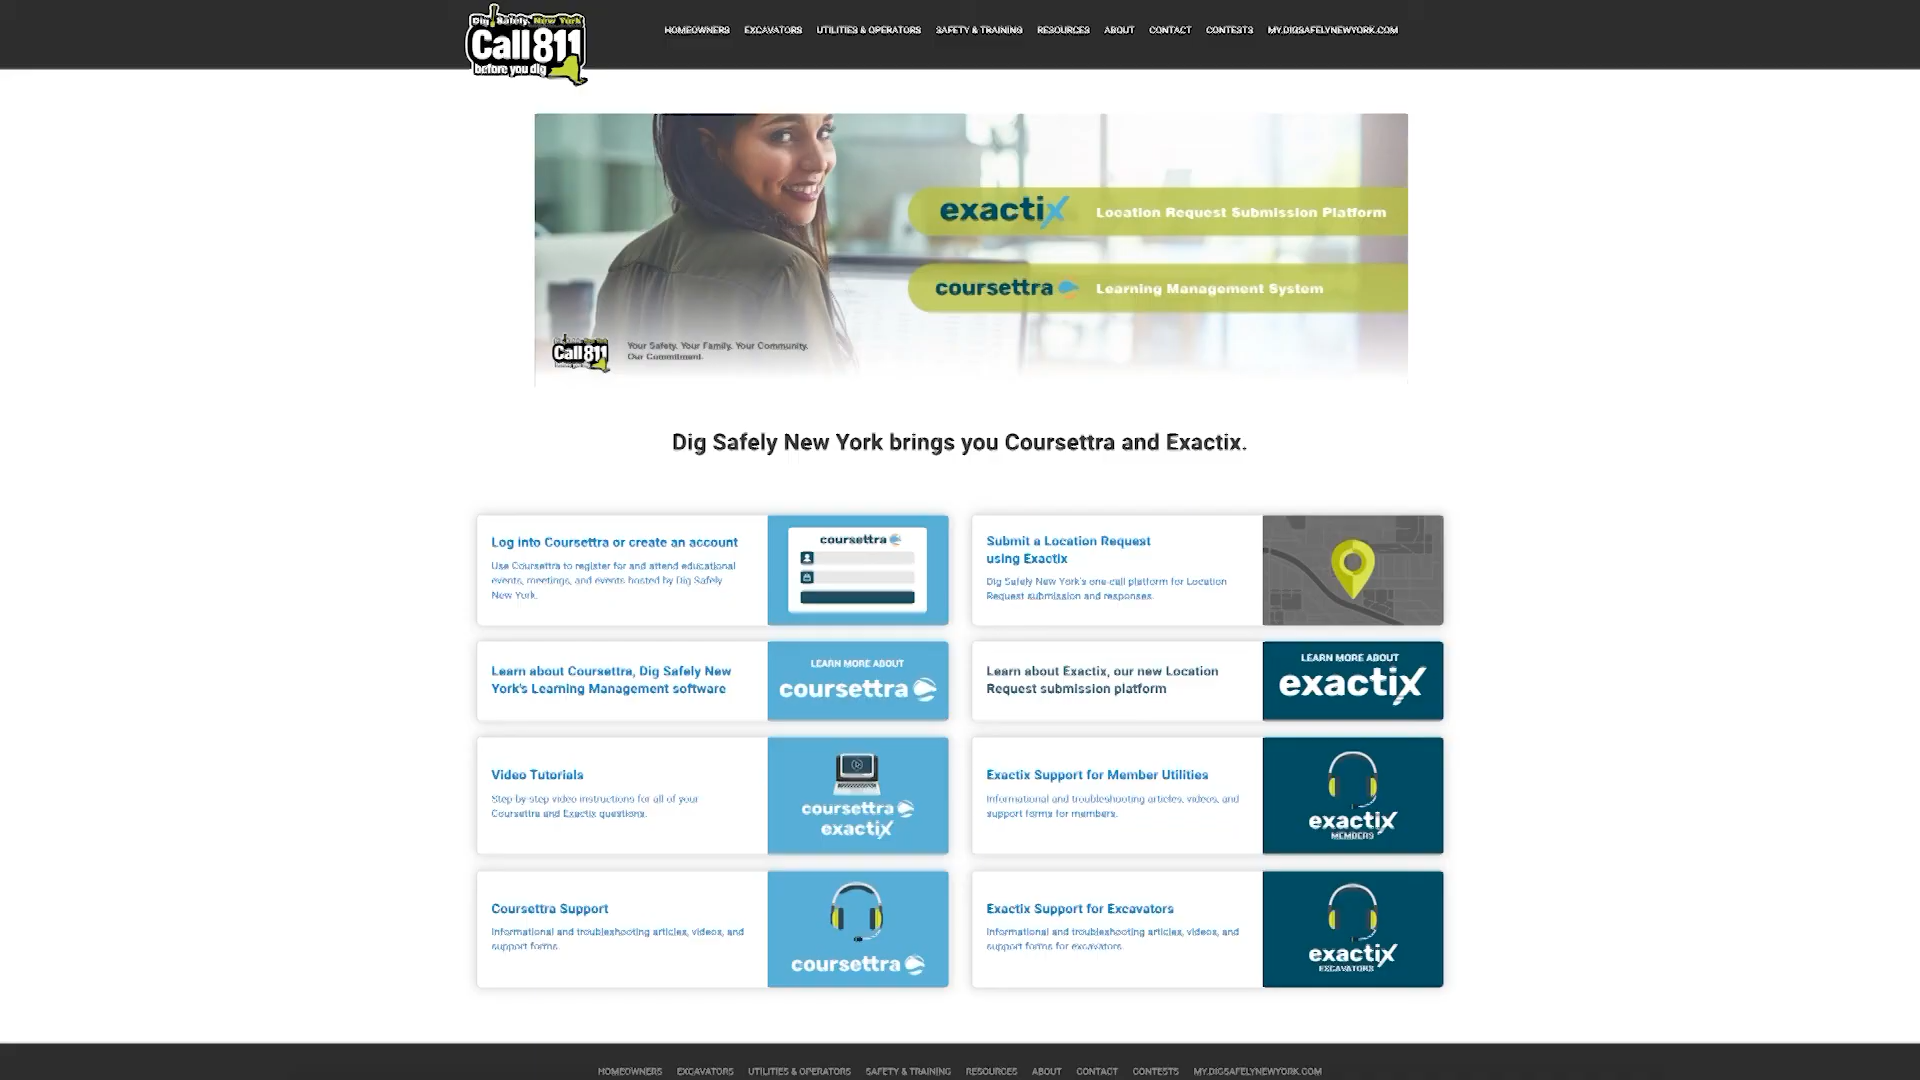 Dig Safely. New York
Call 811
before you dig
HOMEOWNERS EXCAVATORS UTILITIES & OPERATORS SAFETY & TRAINING RESOURCES ABOUT CONTACT CONTESTS MY.DIGSAFELYNEWYORK.COM
exactix Location Request Submission Platform
coursettra Learning Management System
Call 811
Your Safety. Your Family. Your Community.
Our Commitment.
Dig Safely New York brings you Coursettra and Exactix.
Log into Coursettra or create an account
Use Coursettra to register for and attend educational
events, meetings, and events hosted by Dig Safely
New York.
coursettra
Submit a Location Request
using Exactix
Dig Safely New York's one-call platform for Location
Request submission and responses.
Learn about Coursettra, Dig Safely New
York's Learning Management software
LEARN MORE ABOUT
coursettra
Learn about Exactix, our new Location
Request submission platform
LEARN MORE ABOUT
exactix
Video Tutorials
Step-by-step video instructions for all of your
Coursettra and Exactix questions.
coursettra
exactix
Exactix Support for Member Utilities
Informational and troubleshooting articles, videos, and
support forms for members.
exactix
MEMBERS
Coursettra Support
Informational and troubleshooting articles, videos, and
support forms.
coursettra
Exactix Support for Excavators
Informational and troubleshooting articles, videos, and
support forms for excavators.
exactix
EXCAVATORS
HOMEOWNERS EXCAVATORS UTILITIES & OPERATORS SAFETY & TRAINING RESOURCES ABOUT CONTACT CONTESTS MY.DIGSAFELYNEWYORK.COM